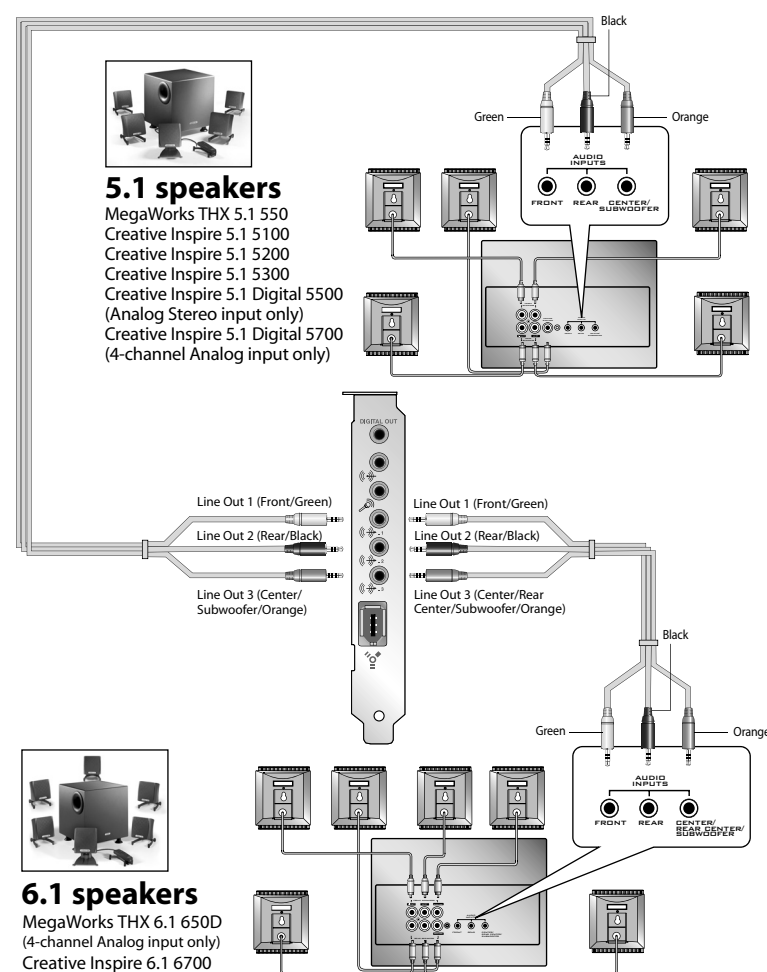 Black
Green
Orange
AUDIO
INPUTS
FRONT
REAR
CENTER/
SUBWOOFER
5.1 speakers
MegaWorks THX 5.1 550
Creative Inspire 5.1 5100
Creative Inspire 5.1 5200
Creative Inspire 5.1 5300
Creative Inspire 5.1 Digital 5500
(Analog Stereo input only)
Creative Inspire 5.1 Digital 5700
(4-channel Analog input only)
DIGITAL OUT
1
2
3
Line Out 1 (Front/Green)
Line Out 2 (Rear/Black)
Line Out 3 (Center/
Subwoofer/Orange)
Line Out 1 (Front/Green)
Line Out 2 (Rear/Black)
Line Out 3 (Center/Rear
Center/Subwoofer/Orange)
Black
Green
Orange
AUDIO
INPUTS
FRONT
REAR
CENTER/
REAR CENTER/
SUBWOOFER
6.1 speakers
MegaWorks THX 6.1 650D
(4-channel Analog input only)
Creative Inspire 6.1 6700